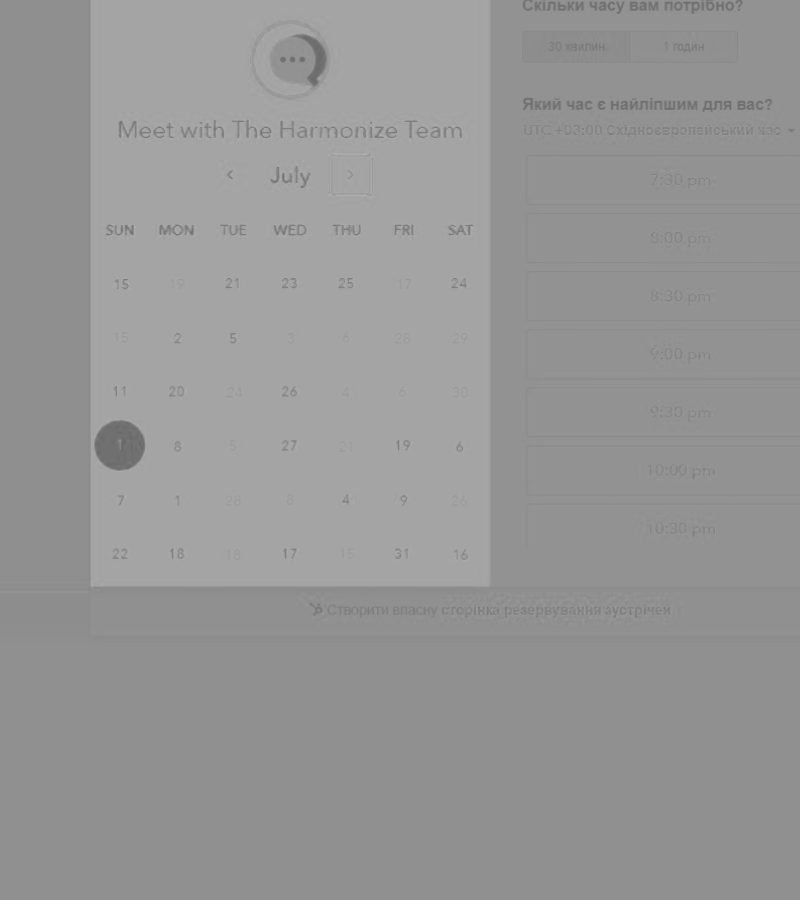 Meet with The Harmonize Team
July
SUN MON TUE WED THU FRI SAT
15 19 21 23 25 17 24
15 2 5 3 6 28 29
11 20 24 26 4 6 30
1 8 5 27 21 19 6
7 1 26 8 4 9 26
22 18 18 17 15 31 16
Скільки часу вам потрібно?
30 хвилин 1 годин
Який час є найліпшим для вас?
UTC +03:00 Східноєвропейський час
7:30 pm
8:00 pm
8:30 pm
9:00 pm
9:30 pm
10:00 pm
10:30 pm
Створити власну сторінка резервування аустрічей